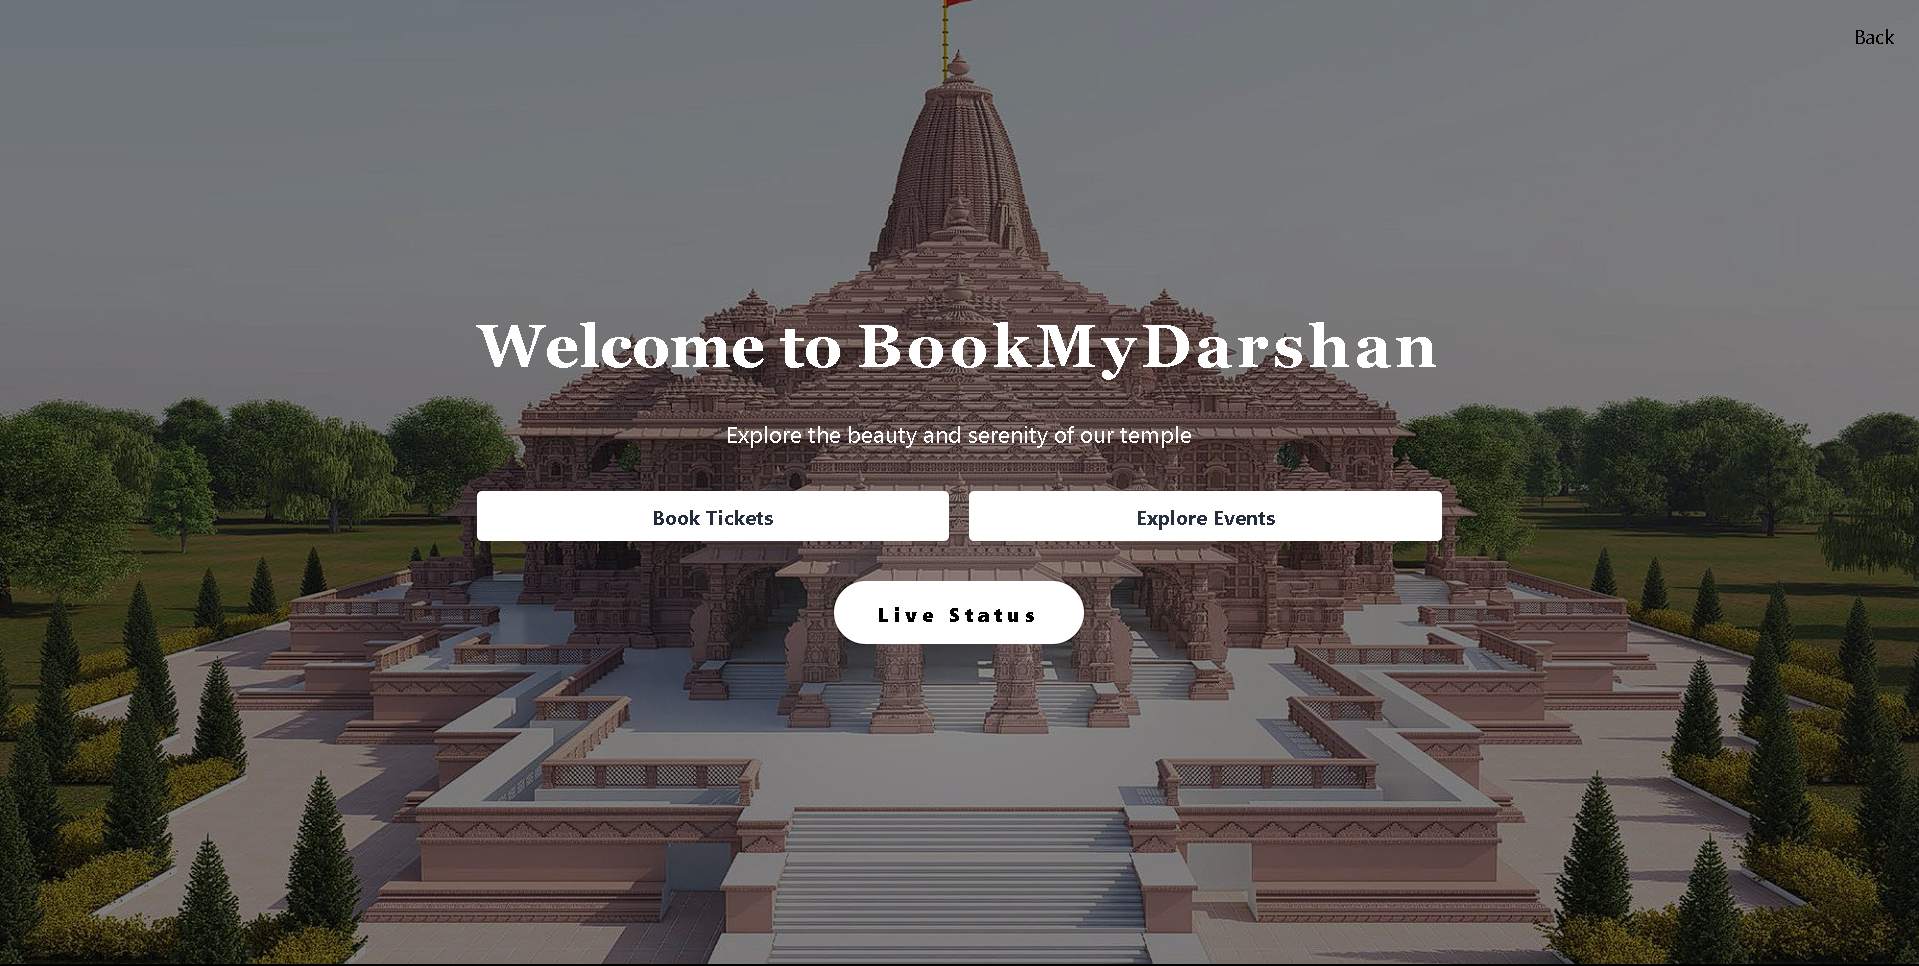 Back
Welcome to BookMyDarshan
Explore the beauty and serenity of our temple
Book Tickets
Explore Events
Live Status